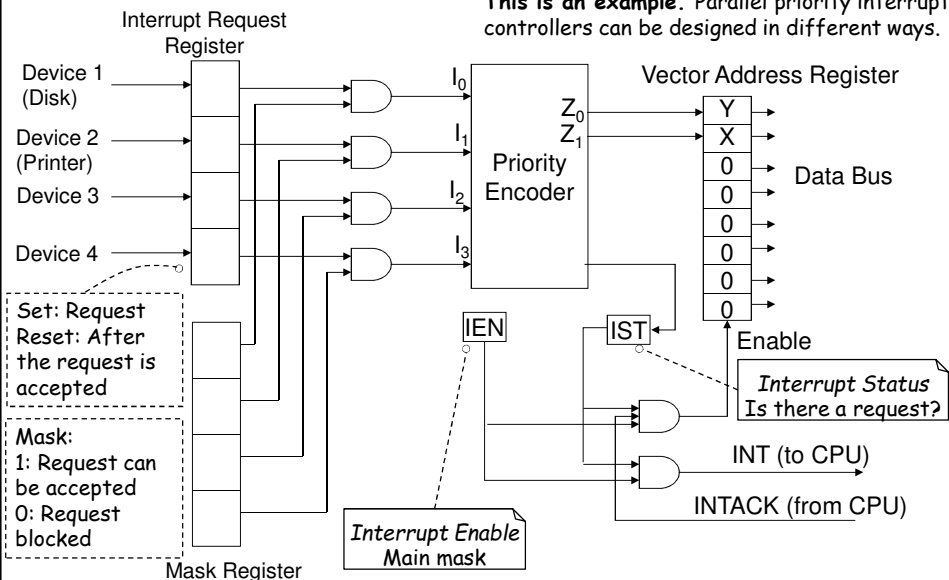 This is an example. Parallel priority interrupt
controllers can be designed in different ways.
Interrupt Request
Register
Device 1
(Disk)
Device 2
(Printer)
Device 3
Device 4
I0
I1
I2
I3
Z0
Z1
Priority
Encoder
Vector Address Register
Y
X
0
0
0
0
0
0
Data Bus
Set: Request
Reset: After
the request is
accepted
Mask:
1: Request can
be accepted
0: Request
blocked
Mask Register
IEN
Interrupt Enable
Main mask
IST
Enable
Interrupt Status
Is there a request?
INT (to CPU)
INTACK (from CPU)